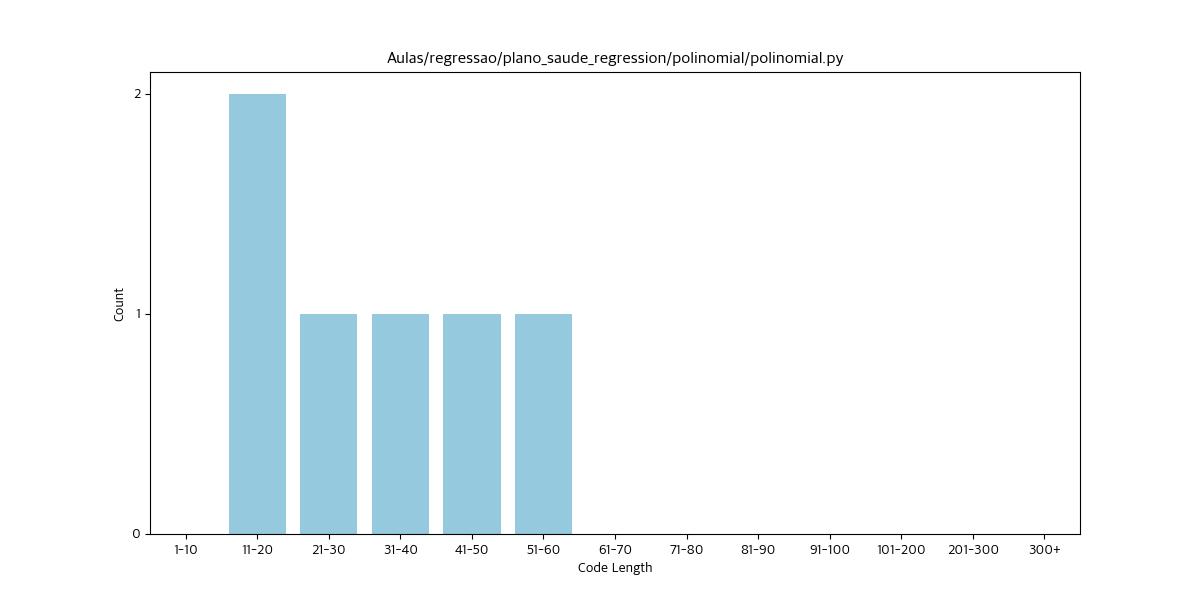 Aulas/regressao/plano_saude_regression/polinomial/polinomial.py
2
1
0
Count
1-10 11-20 21-30 31-40 41-50 51-60 61-70 71-80 81-90 91-100 101-200 201-300 300+
Code Length